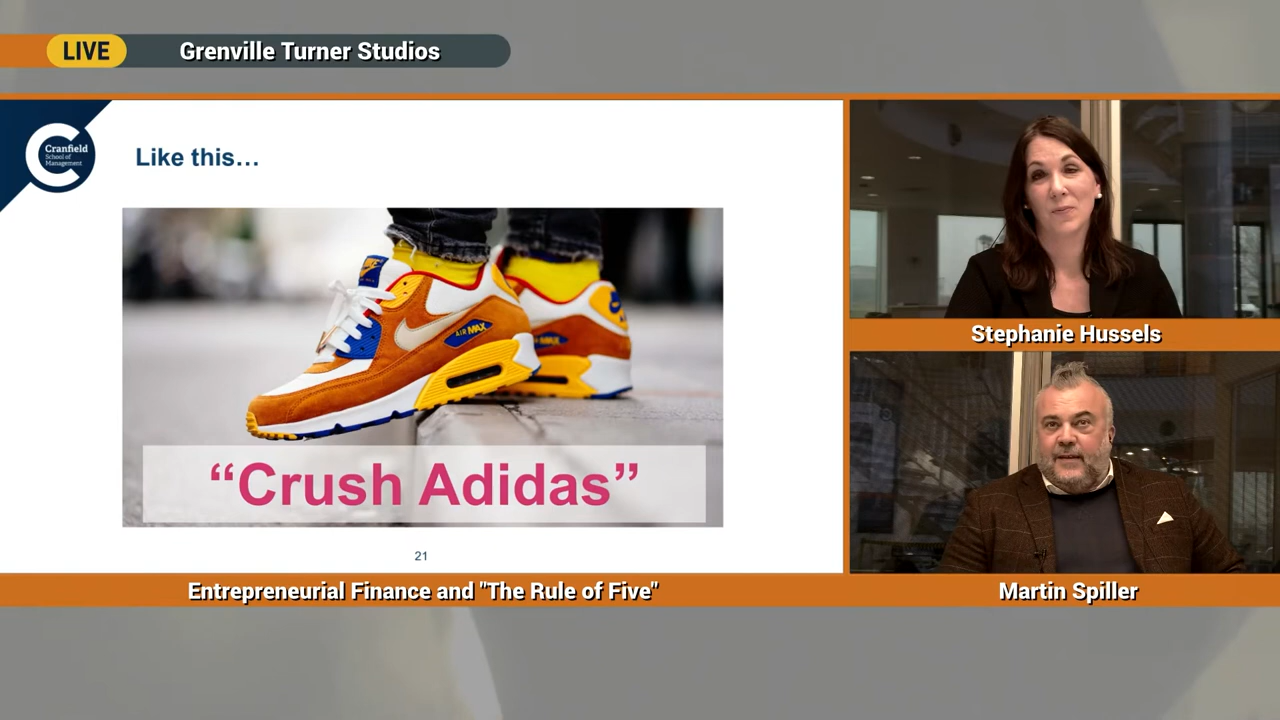 LIVE
Grenville Turner Studios
Cranfield
School of
Management
Like this…
AIR MAX
“Crush Adidas”
21
Stephanie Hussels
Entrepreneurial Finance and "The Rule of Five"
Martin Spiller